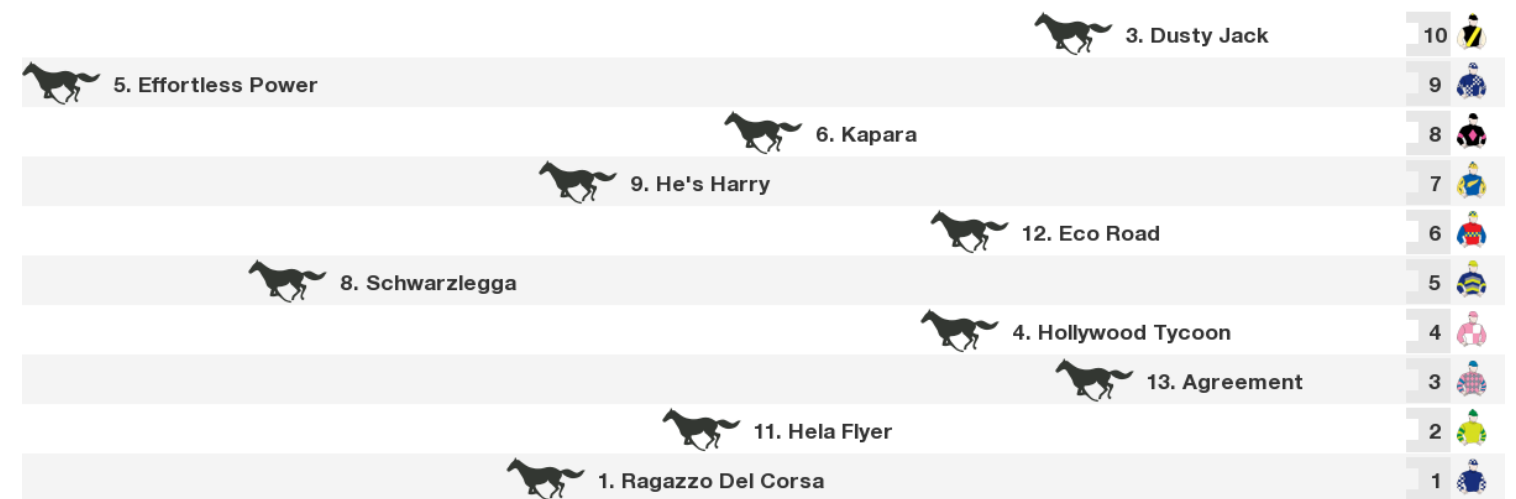 3. Dusty Jack 10
5. Effortless Power 9
6. Kapara 8
9. He's Harry 7
12. Eco Road 6
8. Schwarzlegga 5
4. Hollywood Tycoon 4
13. Agreement 3
11. Hela Flyer 2
1. Ragazzo Del Corsa 1